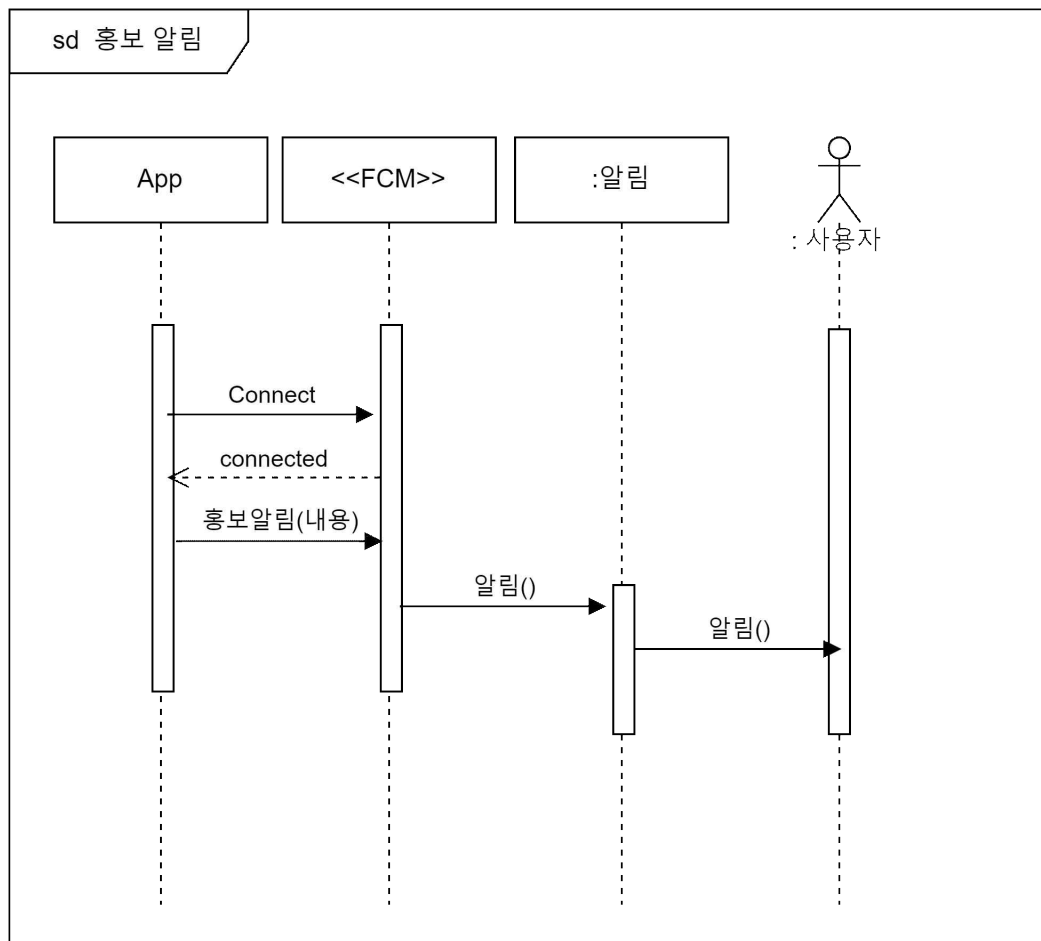 sd 홍보 알림
App
<<FCM>>
:알림
: 사용자
Connect
connected
홍보알림(내용)
알림()
알림()